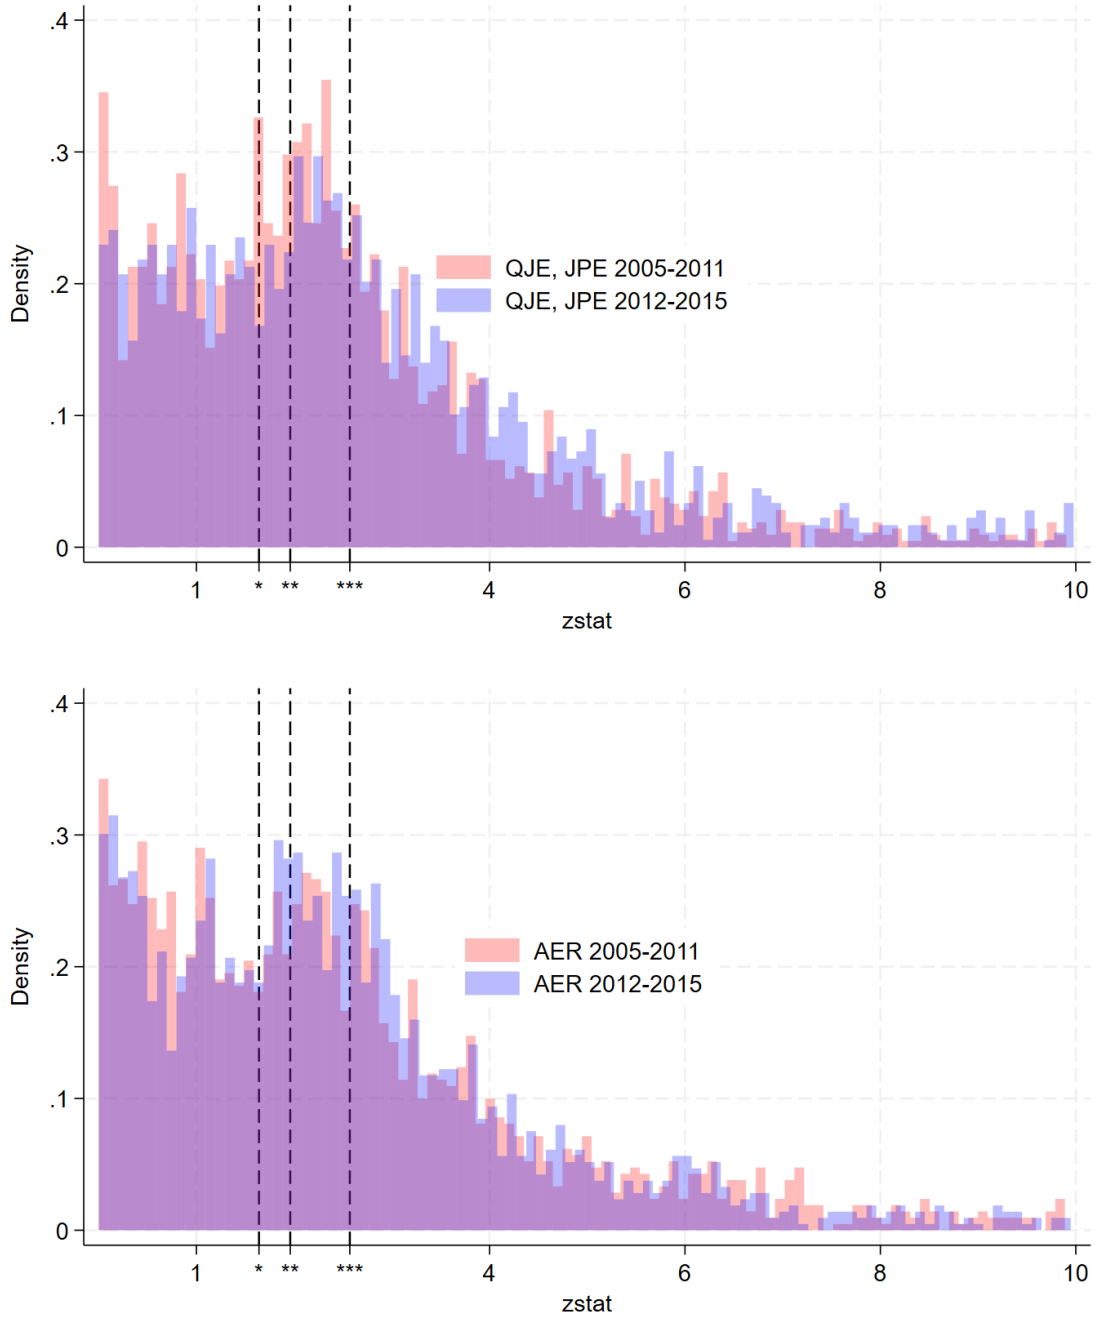 .4
.3
.2
.1
0
Density
QJE, JPE 2005-2011
QJE, JPE 2012-2015
1 * ** *** 4 6 8 10
zstat
.4
.3
.2
.1
0
Density
AER 2005-2011
AER 2012-2015
1 * ** *** 4 6 8 10
zstat